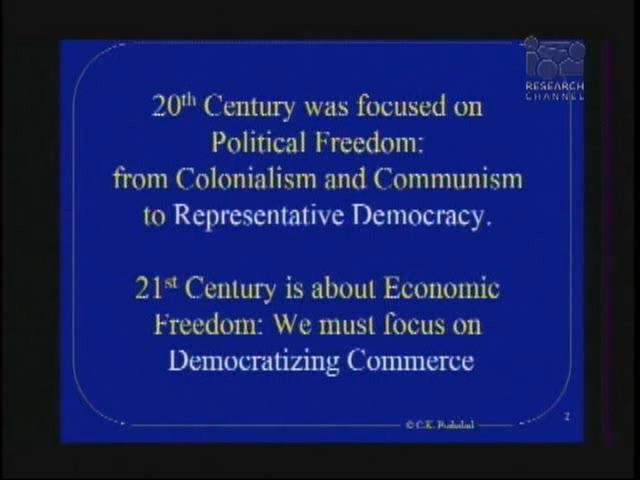 RESEARCH
CHANNEL
20th Century was focused on
Political Freedom:
from Colonialism and Communism
to Representative Democracy.
21st Century is about Economic
Freedom: We must focus on
Democratizing Commerce
© C.K. Prahalad
2